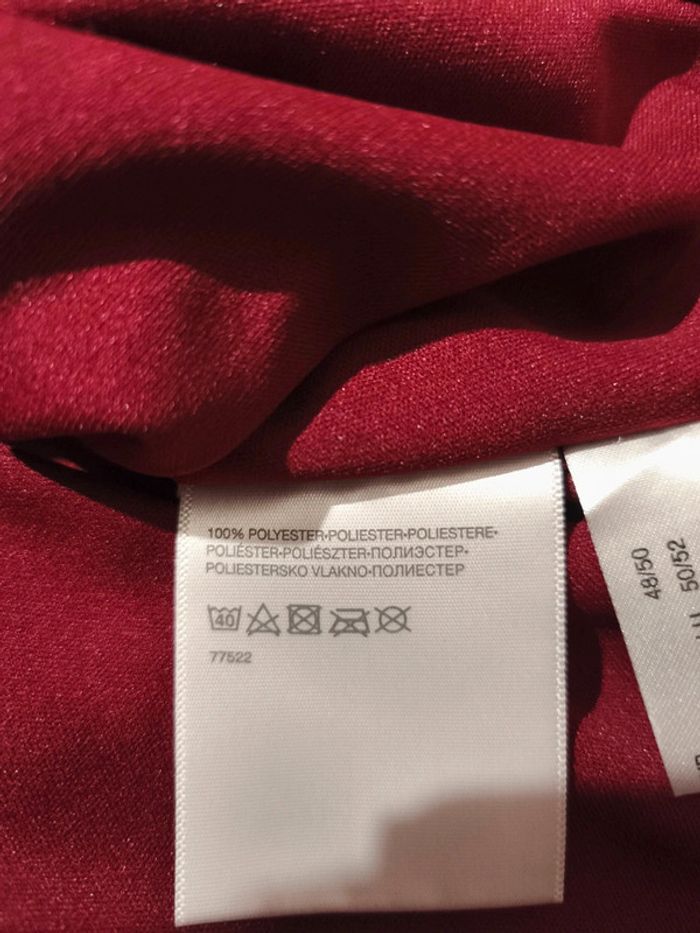 100% POLYESTER•POLIESTER•POLIESTERE•
POLIÉSTER•POLIÉSZTER•ПОЛИЭСТЕР•
POLIESTERSKO VLAKNO•ПОЛИЕСТЕР
40
77522
48/50
50/52